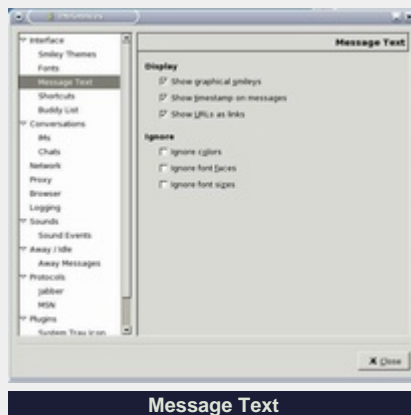 Preferences
Interface
Smiley Themes
Fonts
Message Text
Shortcuts
Buddy List
Conversations
IMs
Chats
Network
Proxy
Browser
Logging
Sounds
Sound Events
Away / Idle
Away Messages
Protocols
Jabber
MSN
Plugins
System Tray Icon
Message Text
Display
Show graphical smileys
Show timestamp on messages
Show URLs as links
Ignore
Ignore colors
Ignore font faces
Ignore font sizes
Close
Message Text